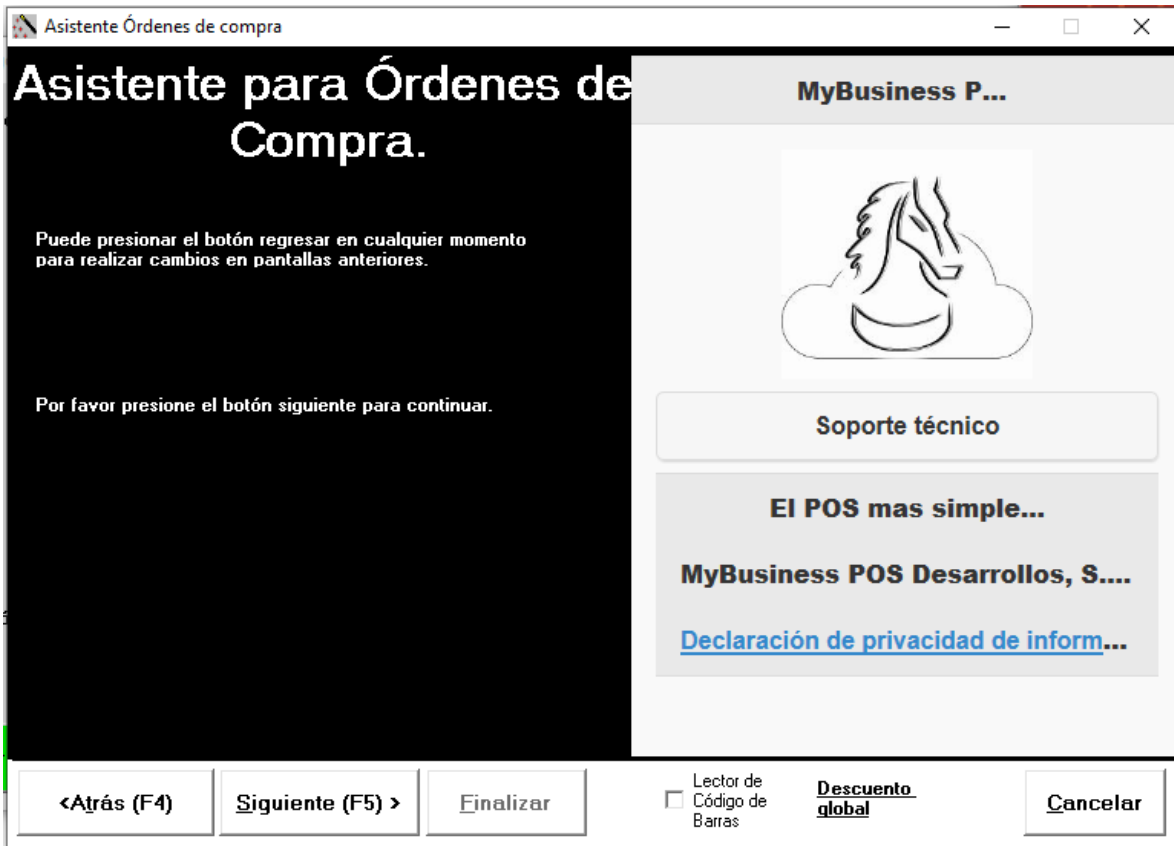 Asistente Órdenes de compra
Asistente para Órdenes de
Compra.
Puede presionar el botón regresar en cualquier momento
para realizar cambios en pantallas anteriores.
Por favor presione el botón siguiente para continuar.
MyBusiness P...
Soporte técnico
El POS mas simple...
MyBusiness POS Desarrollos, S....
Declaración de privacidad de inform...
<Atrás (F4)
Siguiente (F5) >
Finalizar
Lector de
Código de
Barras
Descuento
global
Cancelar